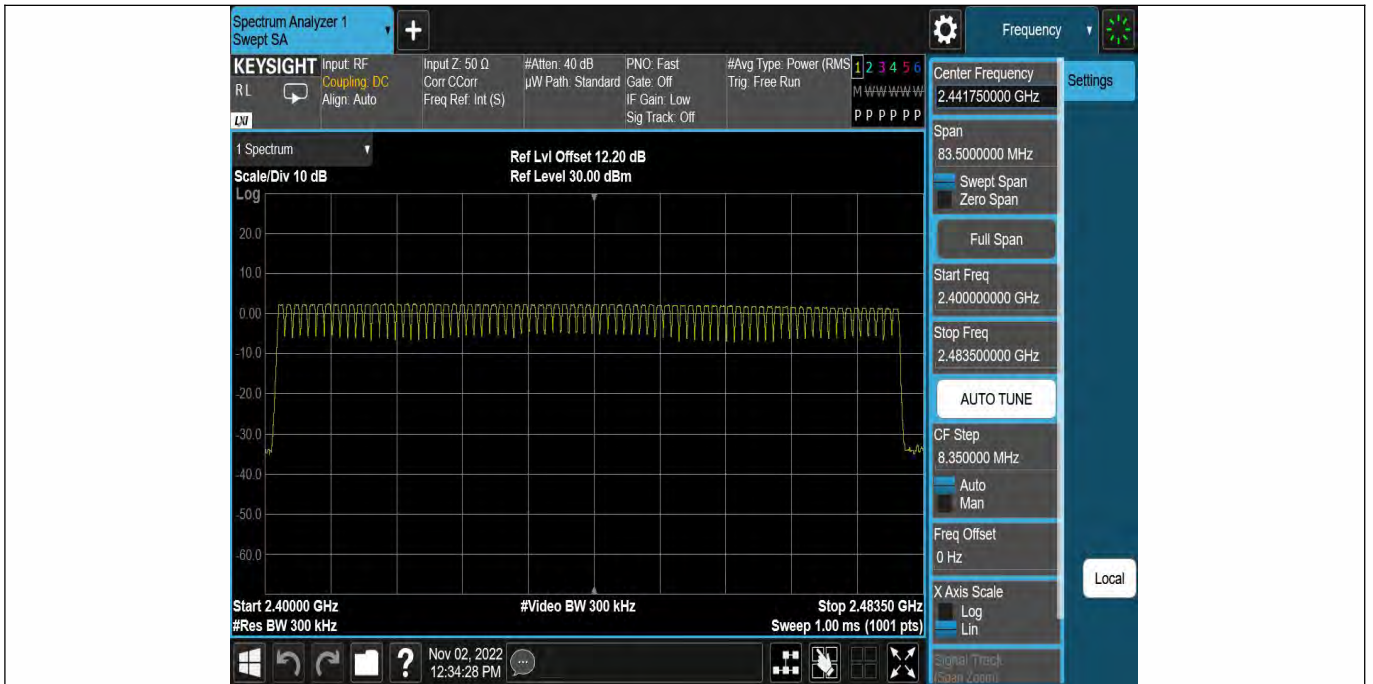 Spectrum Analyzer 1
Swept SA
+
Frequency
KEYSIGHT
RL
LXI
Input: RF
Coupling: DC
Align: Auto
Input Z: 50 Ω
Corr CCorr
Freq Ref: Int (S)
#Atten: 40 dB
µW Path: Standard
PNO: Fast
Gate: Off
IF Gain: Low
Sig Track: Off
#Avg Type: Power (RMS
Trig: Free Run
1 2 3 4 5 6
M W W W W W
P P P P P P
1 Spectrum
Scale/Div 10 dB
Ref Lvl Offset 12.20 dB
Ref Level 30.00 dBm
Log
20.0
10.0
0.00
-10.0
-20.0
-30.0
-40.0
-50.0
-60.0
Start 2.40000 GHz
#Res BW 300 kHz
#Video BW 300 kHz
Stop 2.48350 GHz
Sweep 1.00 ms (1001 pts)
Center Frequency
2.441750000 GHz
Settings
Span
83.5000000 MHz
Swept Span
Zero Span
Full Span
Start Freq
2.400000000 GHz
Stop Freq
2.483500000 GHz
AUTO TUNE
CF Step
8.350000 MHz
Auto
Man
Freq Offset
0 Hz
X Axis Scale
Log
Lin
Signal Track
(Span Zoom)
Local
?
Nov 02, 2022
12:34:28 PM